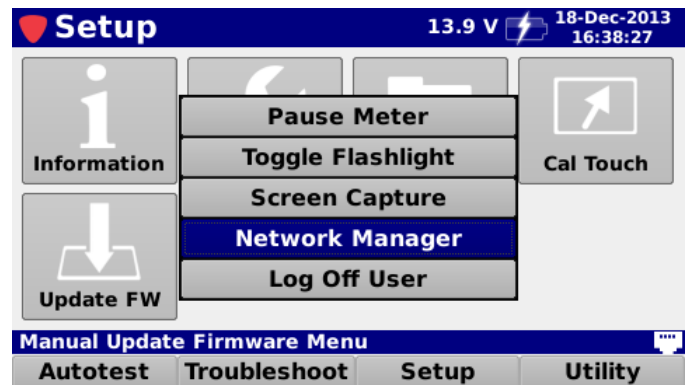 Setup
13.9 V
18-Dec-2013
16:38:27
Pause Meter
Toggle Flashlight
Screen Capture
Network Manager
Log Off User
Information
Cal Touch
Update FW
Manual Update Firmware Menu
Autotest Troubleshoot Setup Utility